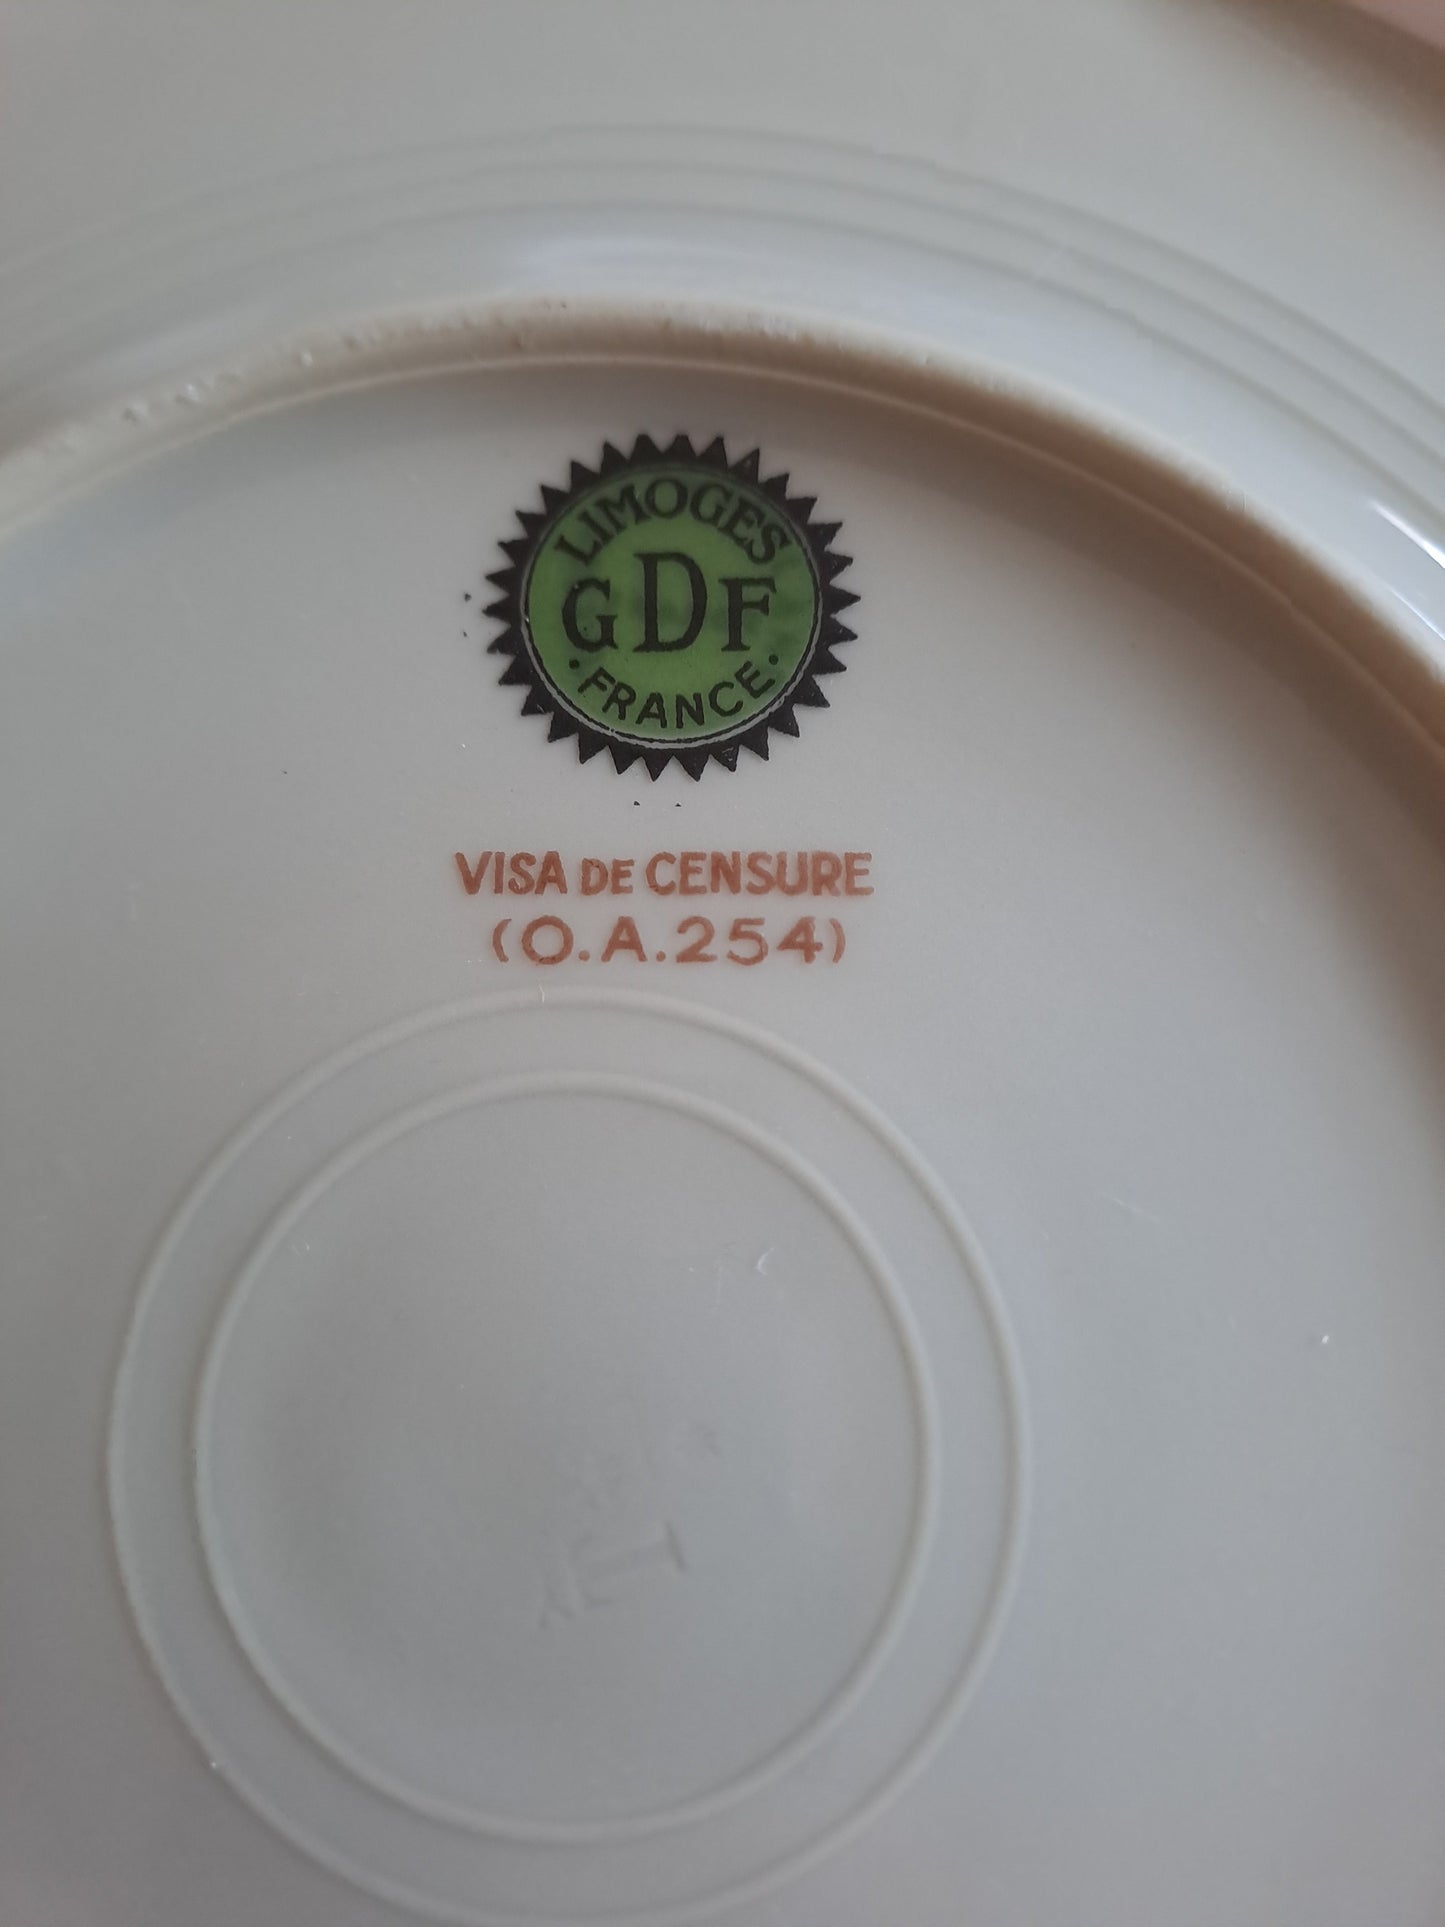 LIMOGES
GDF
· FRANCE ·
VISA DE CENSURE
(O.A.254)